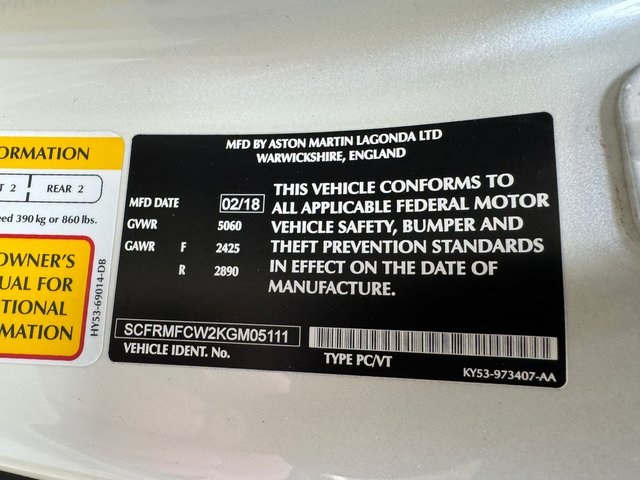 ORMATION
T 2
REAR 2
eed 390 kg or 860 lbs.
OWNER'S
UAL FOR
TIONAL
RMATION
HY53-69014-DB
MFD BY ASTON MARTIN LAGONDA LTD
WARWICKSHIRE, ENGLAND
MFD DATE 02/18
GVWR 5060
GAWR F 2425
R 2890
THIS VEHICLE CONFORMS TO
ALL APPLICABLE FEDERAL MOTOR
VEHICLE SAFETY, BUMPER AND
THEFT PREVENTION STANDARDS
IN EFFECT ON THE DATE OF
MANUFACTURE.
SCFRMFCW2KGM05111
VEHICLE IDENT. No.
TYPE PC/VT
KY53-973407-AA